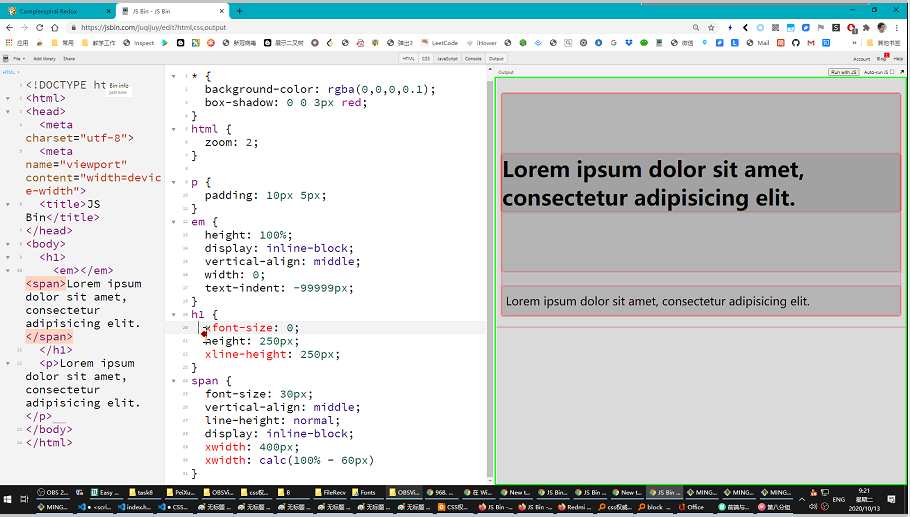 Complexspiral Redux
JS Bin - JS Bin
https://jsbin.com/juqijuy/edit?html,css,output
应用
常用
教学工作
Inspect
新冠病毒
展示二叉树
弹出3
LeetCode
iHower
微信
Mail
其他书签
File
Add library
Share
HTML
CSS
JavaScript
Console
Output
Account
Blog
Help
HTML
Bin info
just now
<!DOCTYPE ht
<html>
<head>
<meta
charset="utf-8">
<meta
name="viewport"
content="width=devic
e-width">
<title>JS
Bin</title>
</head>
<body>
<h1>
<em></em>
<span>Lorem ipsum
dolor sit amet,
consectetur
adipisicing elit.
</span>
</h1>
<p>Lorem ipsum
dolor sit amet,
consectetur
adipisicing elit.
</p>
</body>
</html>
* {
background-color: rgba(0,0,0,0.1);
box-shadow: 0 0 3px red;
}
html {
zoom: 2;
}
p {
padding: 10px 5px;
}
em {
height: 100%;
display: inline-block;
vertical-align: middle;
width: 0;
text-indent: -99999px;
}
h1 {
xfont-size: 0;
height: 250px;
xline-height: 250px;
}
span {
font-size: 30px;
vertical-align: middle;
line-height: normal;
display: inline-block;
xwidth: 400px;
xwidth: calc(100% - 60px)
}
Output
Run with JS
Auto-run JS
Lorem ipsum dolor sit amet,
consectetur adipisicing elit.
Lorem ipsum dolor sit amet, consectetur adipisicing elit.
OBS 2
Easy
task8
PeiXu
OBSVi
css权
8
FileRecv
Fonts
OBSVi
968.
在 Wi
New t
JS Bin
JS Bin
New t
JS Bin
MING
MING
MING
MING
<scri
index.h
CSS
无标题
无标题
无标题
无标题
无标题
无标题
无标题
CSS权
JS Bin
Firefox
Redmi
css权威
block
Office
第八分组
ENG
9:21
星期二
2020/10/13